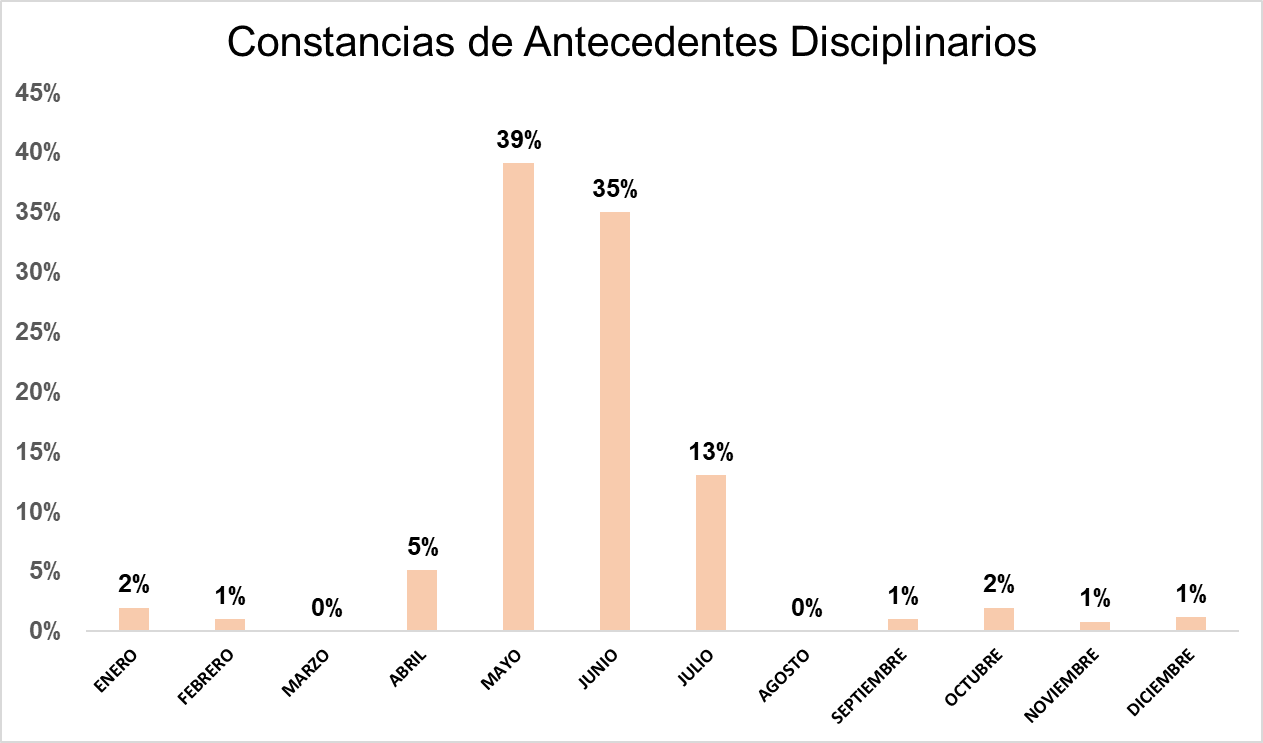 Constancias de Antecedentes Disciplinarios
45%
40%
35%
30%
25%
20%
15%
10%
5%
0%
2%
1%
0%
5%
39%
35%
13%
0%
1%
2%
1%
1%
ENERO
FEBRERO
MARZO
ABRIL
MAYO
JUNIO
JULIO
AGOSTO
SEPTIEMBRE
OCTUBRE
NOVIEMBRE
DICIEMBRE